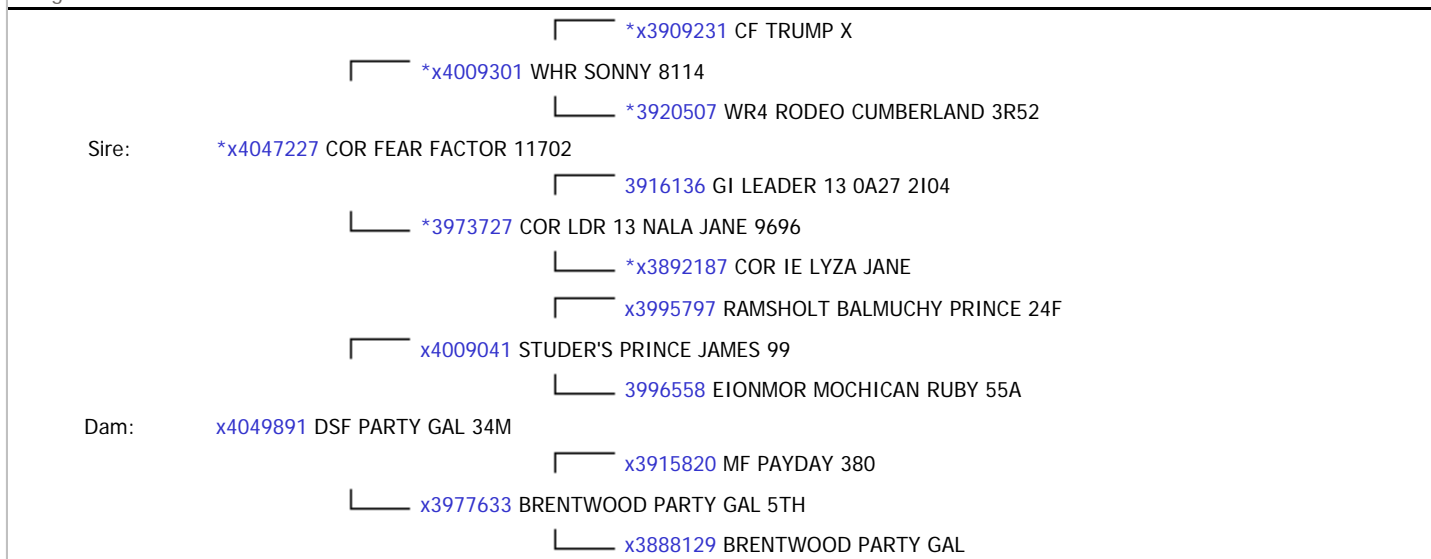 *x3909231 CF TRUMP X
*x4009301 WHR SONNY 8114
*3920507 WR4 RODEO CUMBERLAND 3R52
Sire: *x4047227 COR FEAR FACTOR 11702
3916136 GI LEADER 13 0A27 2I04
*3973727 COR LDR 13 NALA JANE 9696
*x3892187 COR IE LYZA JANE
x3995797 RAMSHOLT BALMUCHY PRINCE 24F
x4009041 STUDER'S PRINCE JAMES 99
3996558 EIONMOR MOCHICAN RUBY 55A
Dam: x4049891 DSF PARTY GAL 34M
x3915820 MF PAYDAY 380
x3977633 BRENTWOOD PARTY GAL 5TH
x3888129 BRENTWOOD PARTY GAL